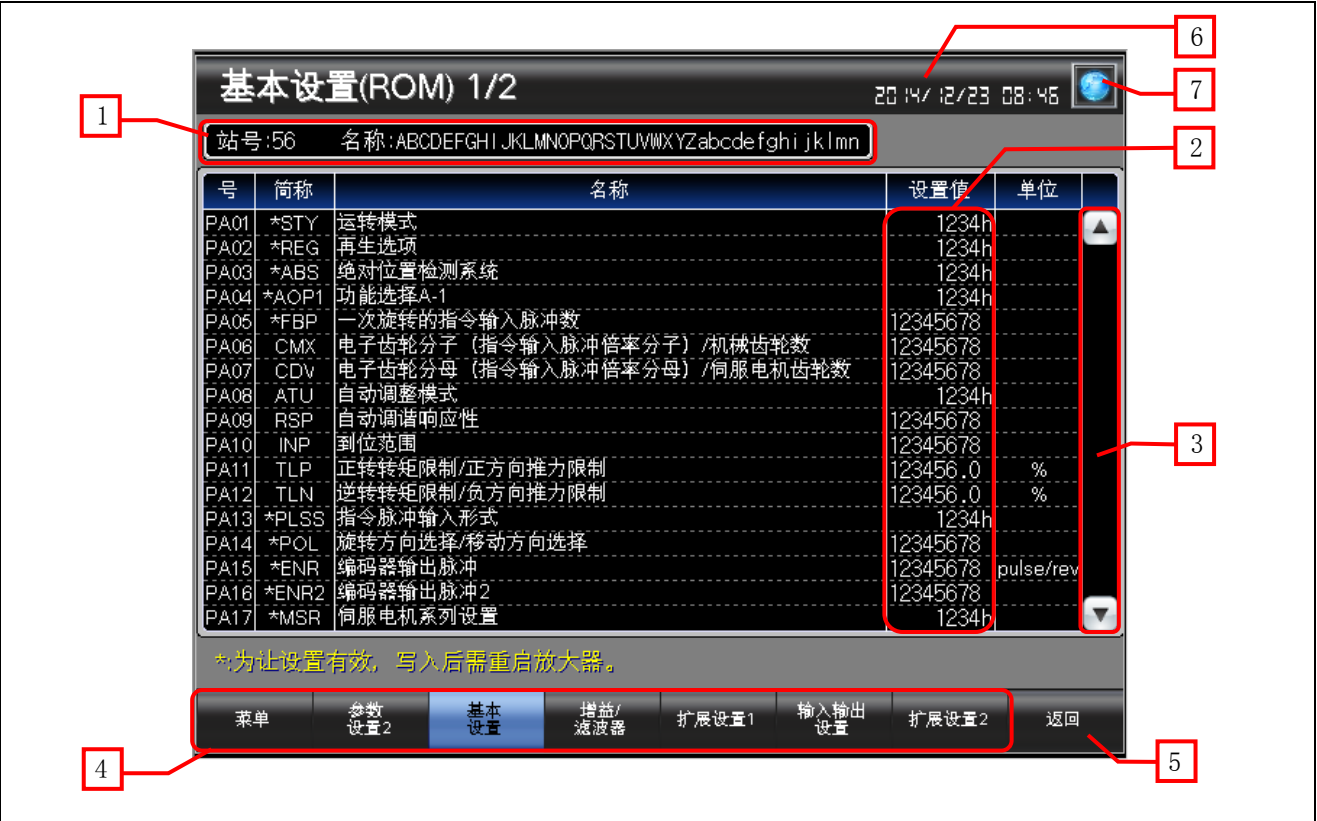 6
基本设置(ROM) 1/2
2014/12/23 08:46
7
1
站号:56 名称:ABCDEFGHIJKLMNOPQRSTUVWXYZabcdefghijklmn
2
号 简称 名称 设置值 单位
PA01 *STY 运转模式 1234h
PA02 *REG 再生选项 1234h
PA03 *ABS 绝对位置检测系统 1234h
PA04 *AOP1 功能选择A-1 1234h
PA05 *FBP 一次旋转的指令输入脉冲数 12345678
PA06 CMX 电子齿轮分子（指令输入脉冲倍率分子）/机械齿轮数 12345678
PA07 CDV 电子齿轮分母（指令输入脉冲倍率分母）/伺服电机齿轮数 12345678
PA08 ATU 自动调整模式 1234h
PA09 RSP 自动调谐响应性 12345678
PA10 INP 到位范围 12345678
3
PA11 TLP 正转转矩限制/正方向推力限制 123456.0 %
PA12 TLN 逆转转矩限制/负方向推力限制 123456.0 %
PA13 *PLSS 指令脉冲输入形式 1234h
PA14 *POL 旋转方向选择/移动方向选择 12345678
PA15 *ENR 编码器输出脉冲 12345678 pulse/rev
PA16 *ENR2 编码器输出脉冲2 12345678
PA17 *MSR 伺服电机系列设置 1234h
*:为让设置有效，写入后需重启放大器。
菜单 参数设置2 基本设置 增益/滤波器 扩展设置1 输入输出设置 扩展设置2 返回
4
5